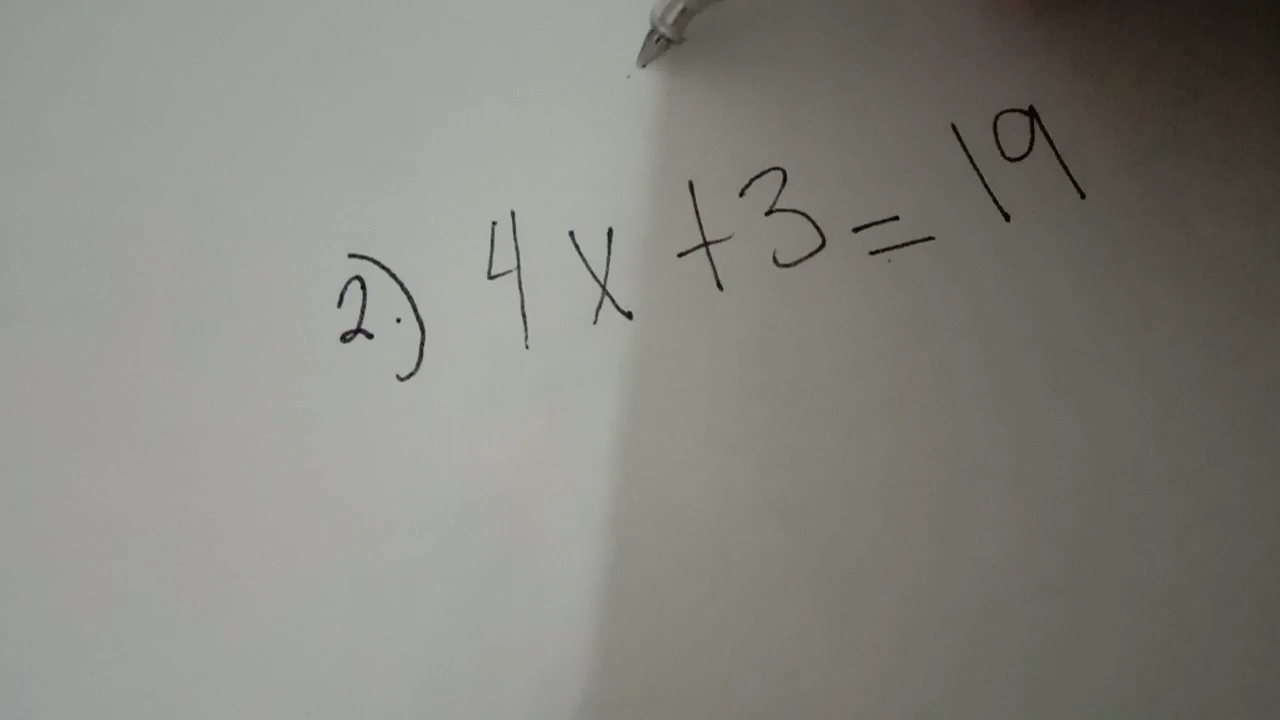 2.) 4x + 3 = 19